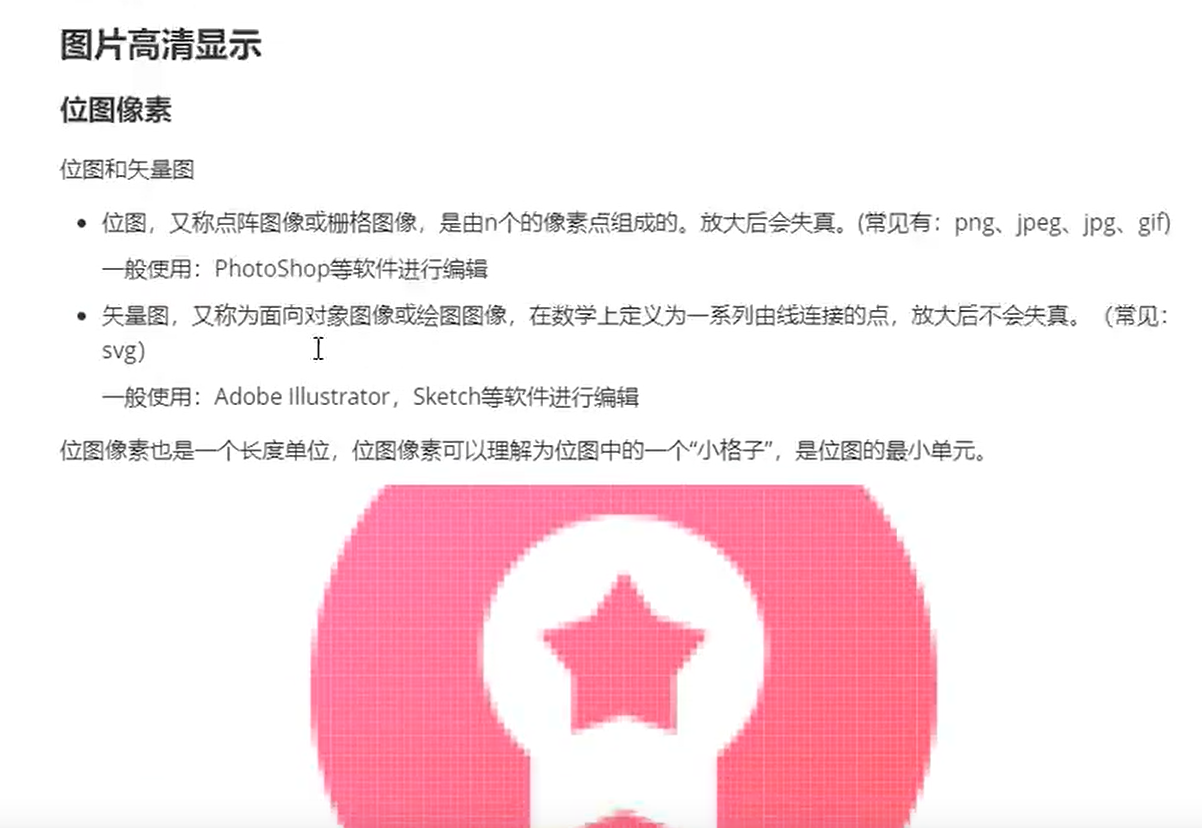 图片高清显示
位图像素
位图和矢量图
位图，又称点阵图像或栅格图像，是由n个的像素点组成的。放大后会失真。(常见有：png、jpeg、jpg、gif)
一般使用：PhotoShop等软件进行编辑
矢量图，又称为面向对象图像或绘图图像，在数学上定义为一系列由线连接的点，放大后不会失真。（常见：
svg）
一般使用：Adobe Illustrator，Sketch等软件进行编辑
位图像素也是一个长度单位，位图像素可以理解为位图中的一个“小格子”，是位图的最小单元。